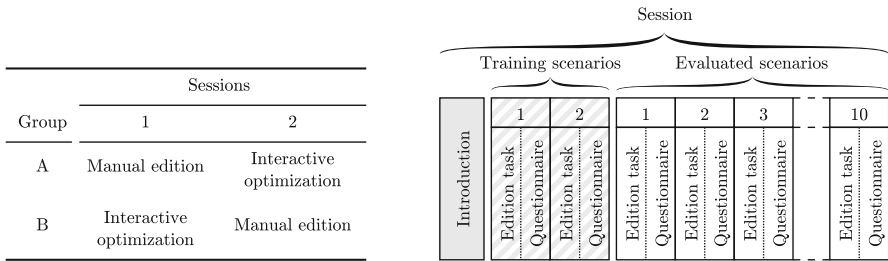 Sessions
Group 1 2
A Manual edition Interactive optimization
B Interactive optimization Manual edition
Session
Training scenarios Evaluated scenarios
Introduction
1 2 1 2 3 10
Edition task
Questionnaire
Edition task
Questionnaire
Edition task
Questionnaire
Edition task
Questionnaire
Edition task
Questionnaire
Edition task
Questionnaire